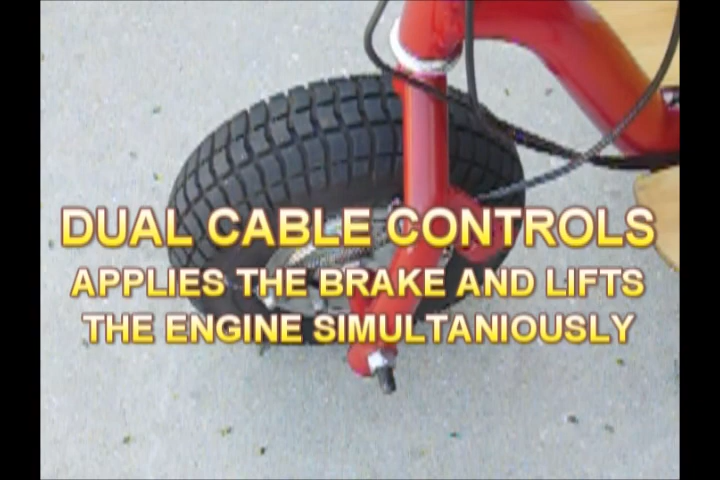 DUAL CABLE CONTROLS
APPLIES THE BRAKE AND LIFTS
THE ENGINE SIMULTANIOUSLY